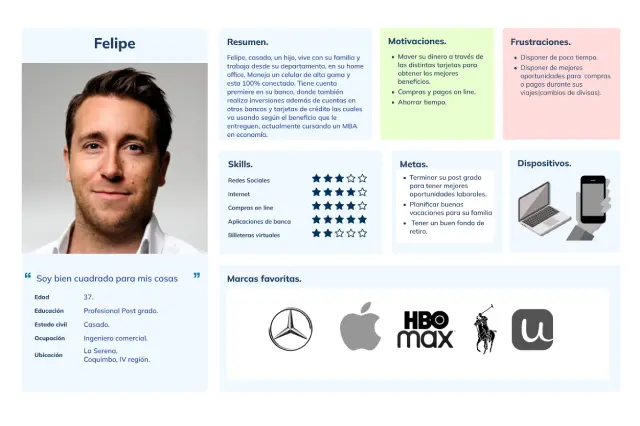 Felipe
“ Soy bien cuadrado para mis cosas ”
Edad 37.
Educación Profesional Post grado.
Estado civil Casado.
Ocupación Ingeniero comercial.
Ubicación La Serena,
Coquimbo, IV región.
Resumen.
Felipe, casado, un hijo, vive con su familia y
trabaja desde su departamento, en su home
office, Maneja un celular de alta gama y
esta 100% conectado. Tiene cuenta
premiere en su banco, donde también
realiza inversiones además de cuentas en
otros bancos y tarjetas de crédito las cuales
va usando según el beneficio que le
entreguen, actualmente cursando un MBA
en economía.
Motivaciones.
• Mover su dinero a través de
las distintas tarjetas para
obtener los mejores
beneficios.
• Compras y pagos on line.
• Ahorrar tiempo.
Frustraciones.
• Disponer de poco tiempo.
• Disponer de mejores
oportunidades para compras
o pagos durante sus
viajes(cambios de divisas).
Skills.
Redes Sociales
Internet
Compras on line
Aplicaciones de banca
Billeteras virtuales
Metas.
• Terminar su post grado
para tener mejores
oportunidades laborales.
• Planificar buenas
vacaciones para su familia
• Tener un buen fondo de
retiro.
Dispositivos.
Marcas favoritas.
HBO
max
u